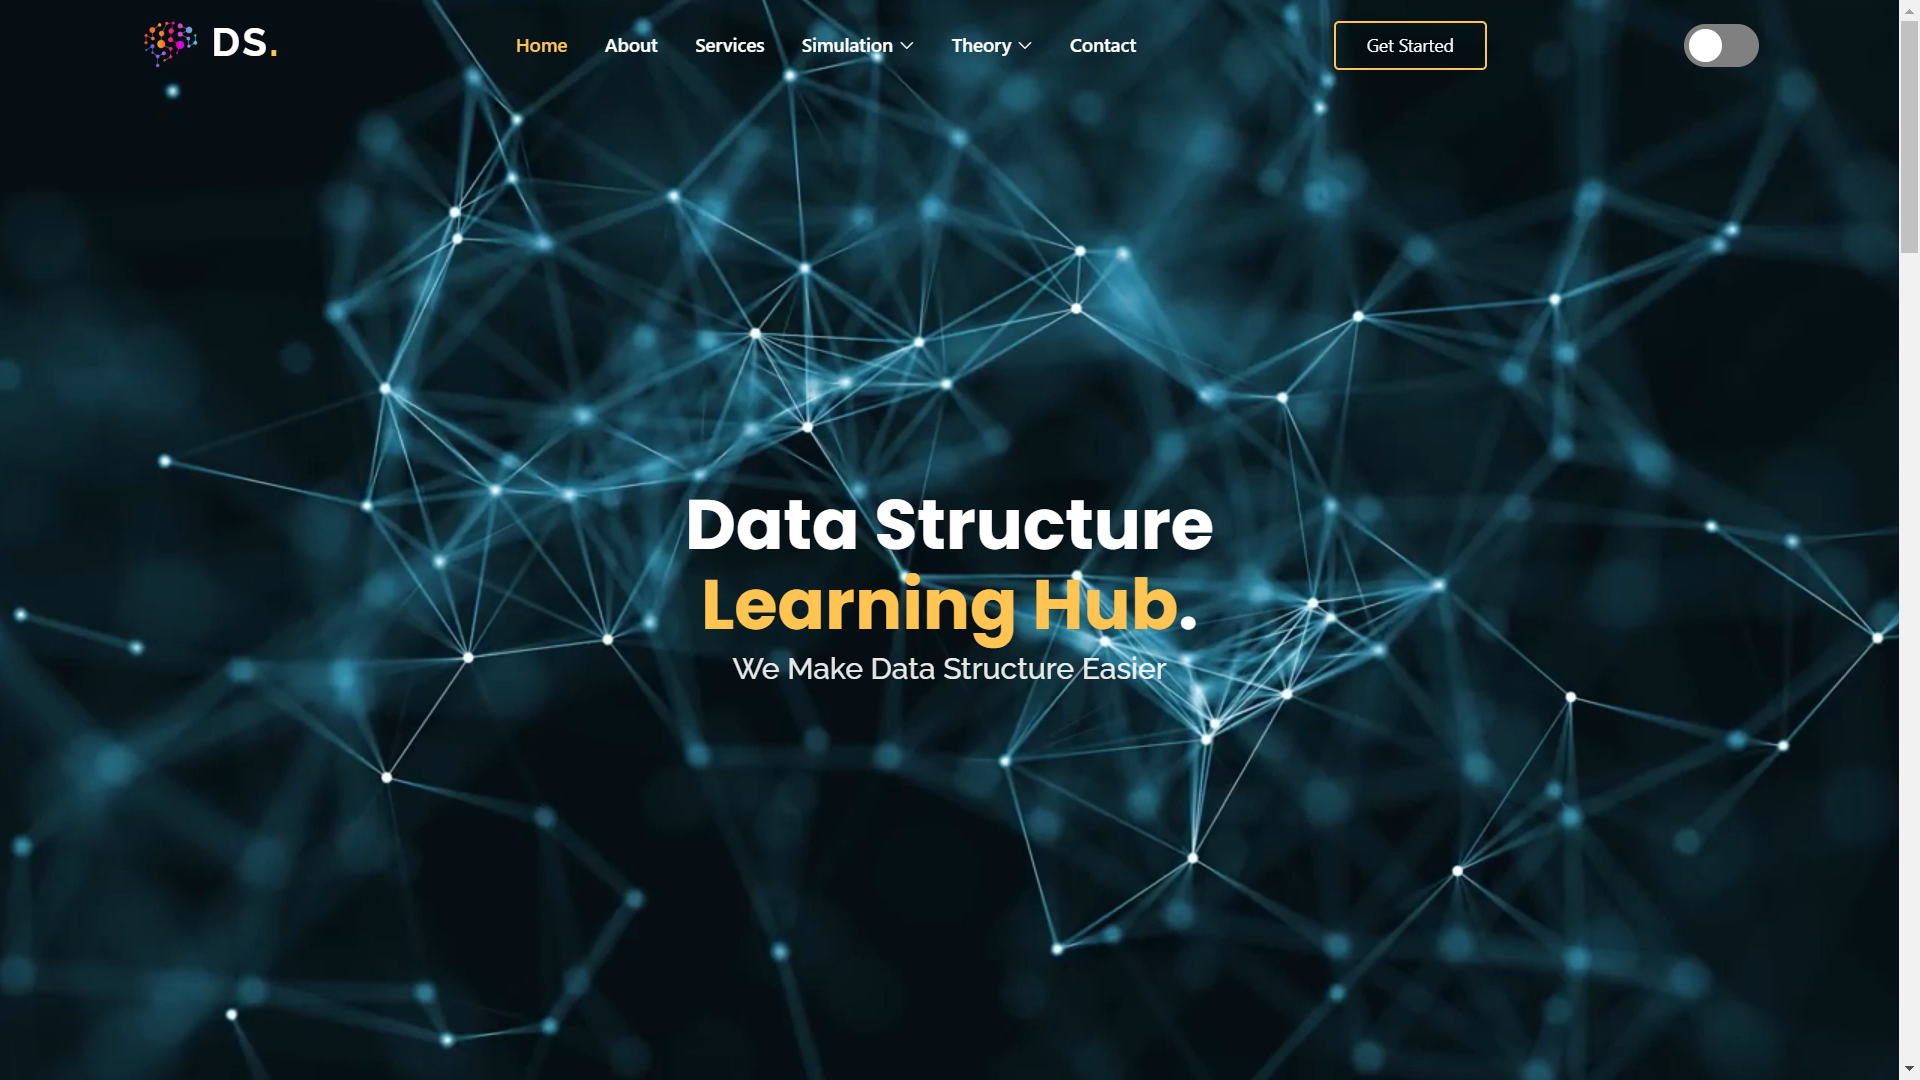 DS.
Home About Services Simulation Theory Contact Get Started
Data Structure
Learning Hub.
We Make Data Structure Easier